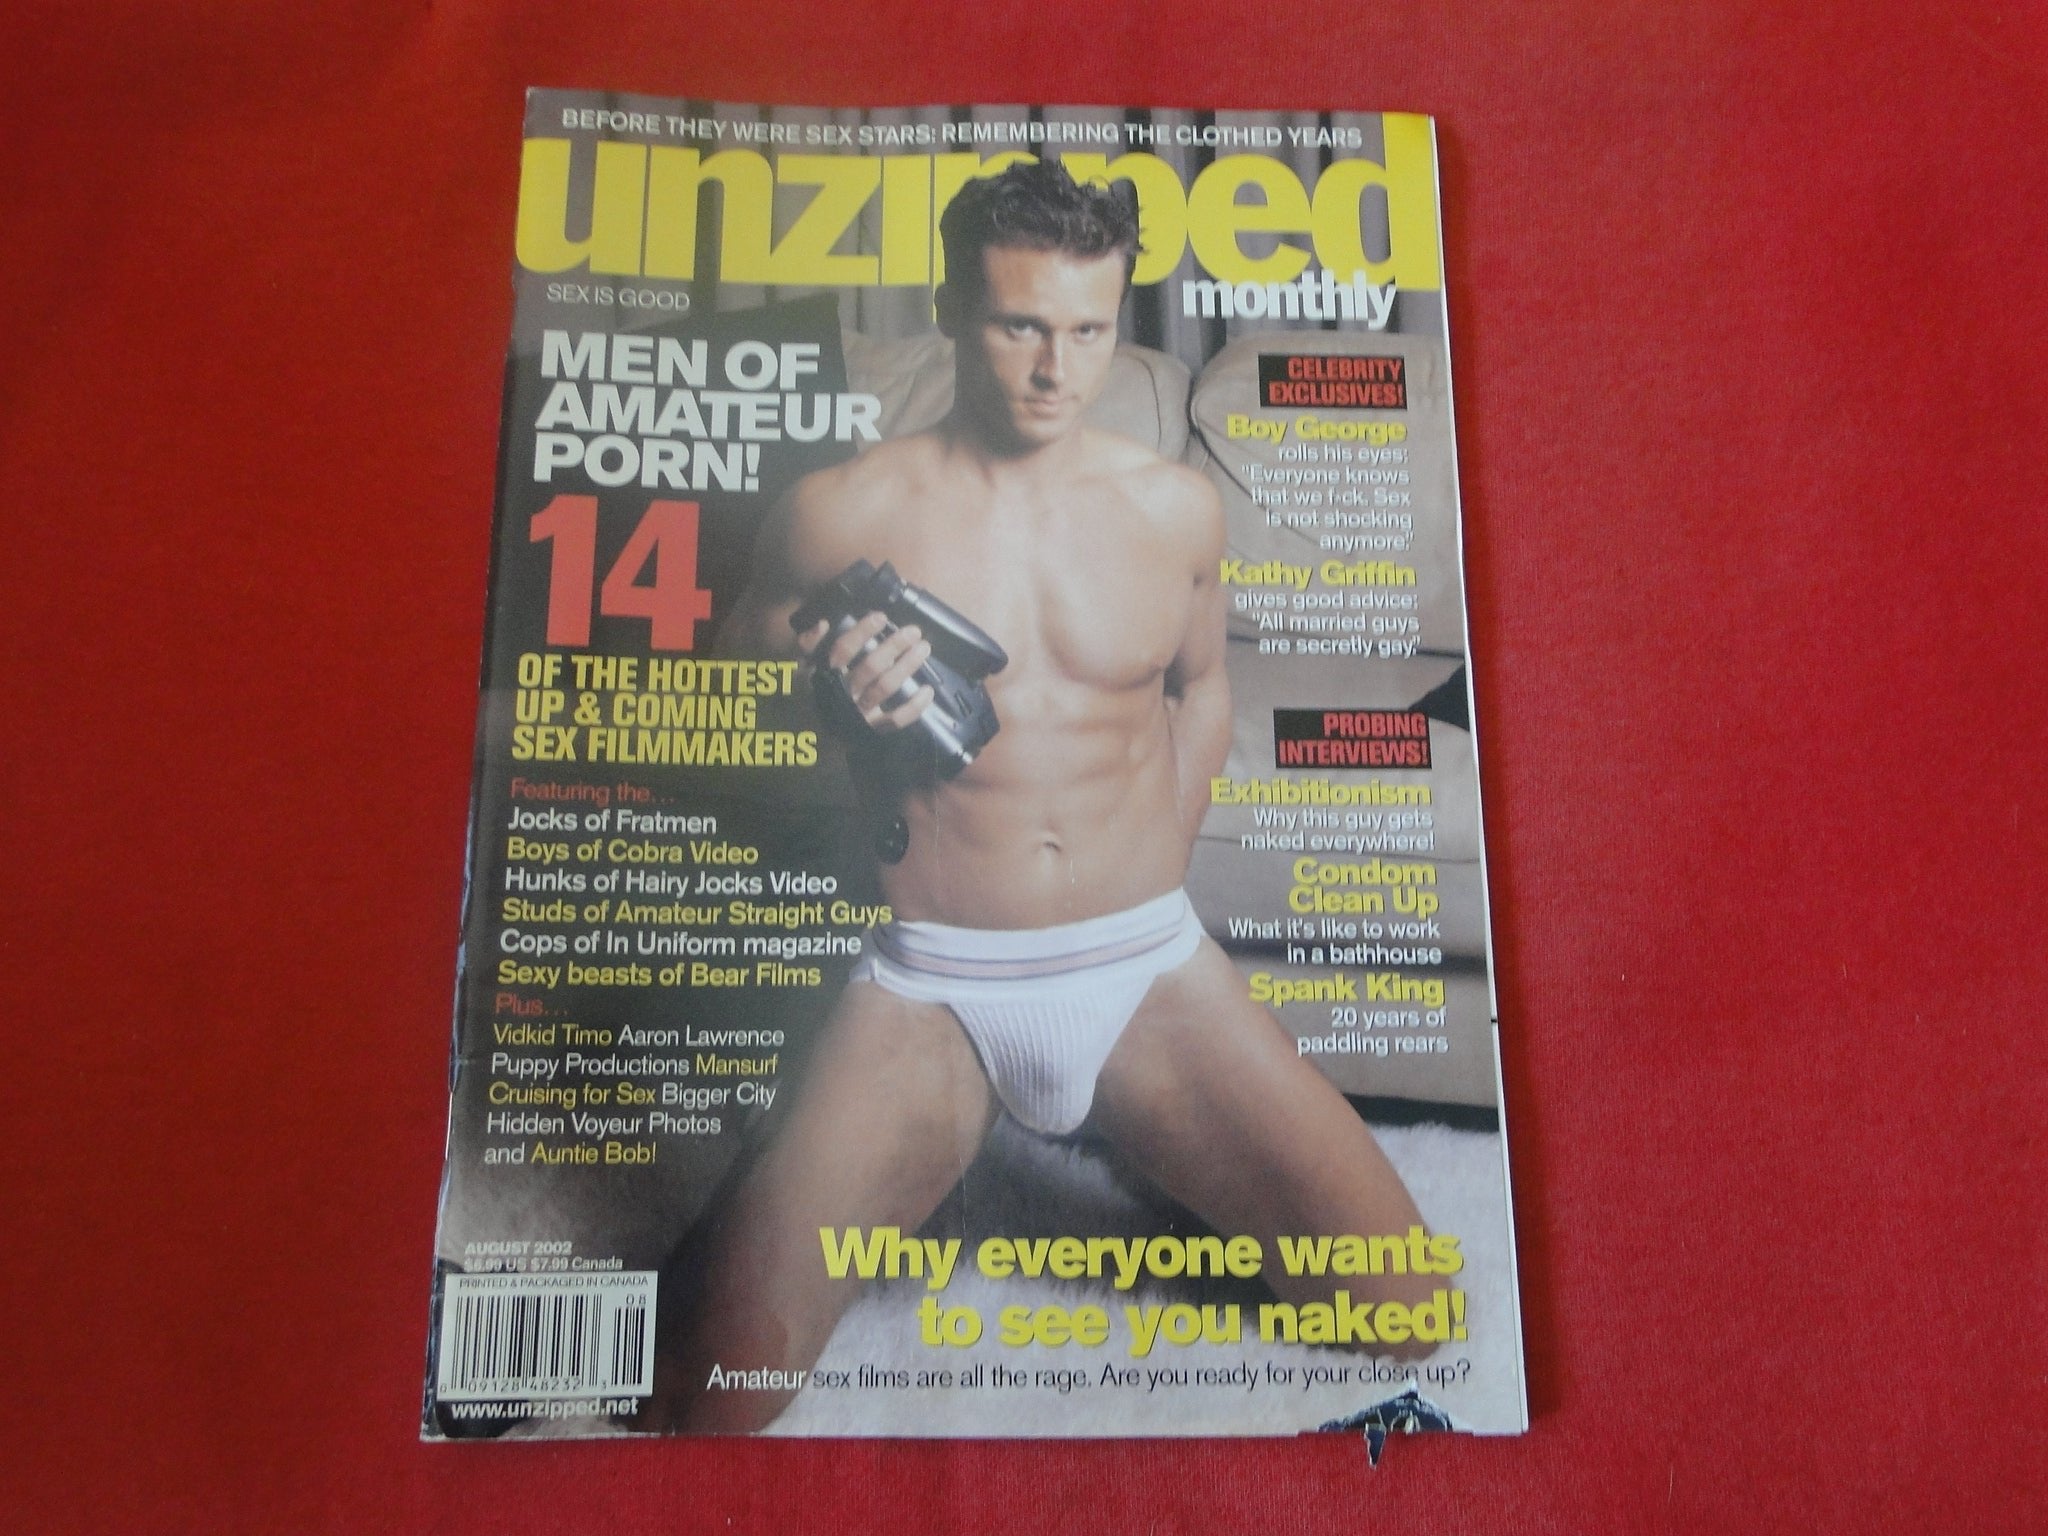 BEFORE THEY WERE SEX STARS: REMEMBERING THE CLOTHED YEARS
unzipped
monthly
SEX IS GOOD
MEN OF
AMATEUR
PORN!
14
OF THE HOTTEST
UP & COMING
SEX FILMMAKERS
Featuring the...
Jocks of Fratmen
Boys of Cobra Video
Hunks of Hairy Jocks Video
Studs of Amateur Straight Guys
Cops of In Uniform magazine
Sexy beasts of Bear Films
Plus...
Vidkid Timo Aaron Lawrence
Puppy Productions Mansurf
Cruising for Sex Bigger City
Hidden Voyeur Photos
and Auntie Bob!
CELEBRITY
EXCLUSIVES!
Boy George
rolls his eyes:
"Everyone knows
that we f*ck. Sex
is not shocking
anymore."
Kathy Griffin
gives good advice:
"All married guys
are secretly gay."
PROBING
INTERVIEWS!
Exhibitionism
Why this guy gets
naked everywhere!
Condom
Clean Up
What it's like to work
in a bathhouse
Spank King
20 years of
paddling rears
Why everyone wants
to see you naked!
Amateur sex films are all the rage. Are you ready for your close up?
AUGUST 2002
$6.99 US $7.99 Canada
PRINTED & PACKAGED IN CANADA
08
0 09128 48232 3
www.unzipped.net